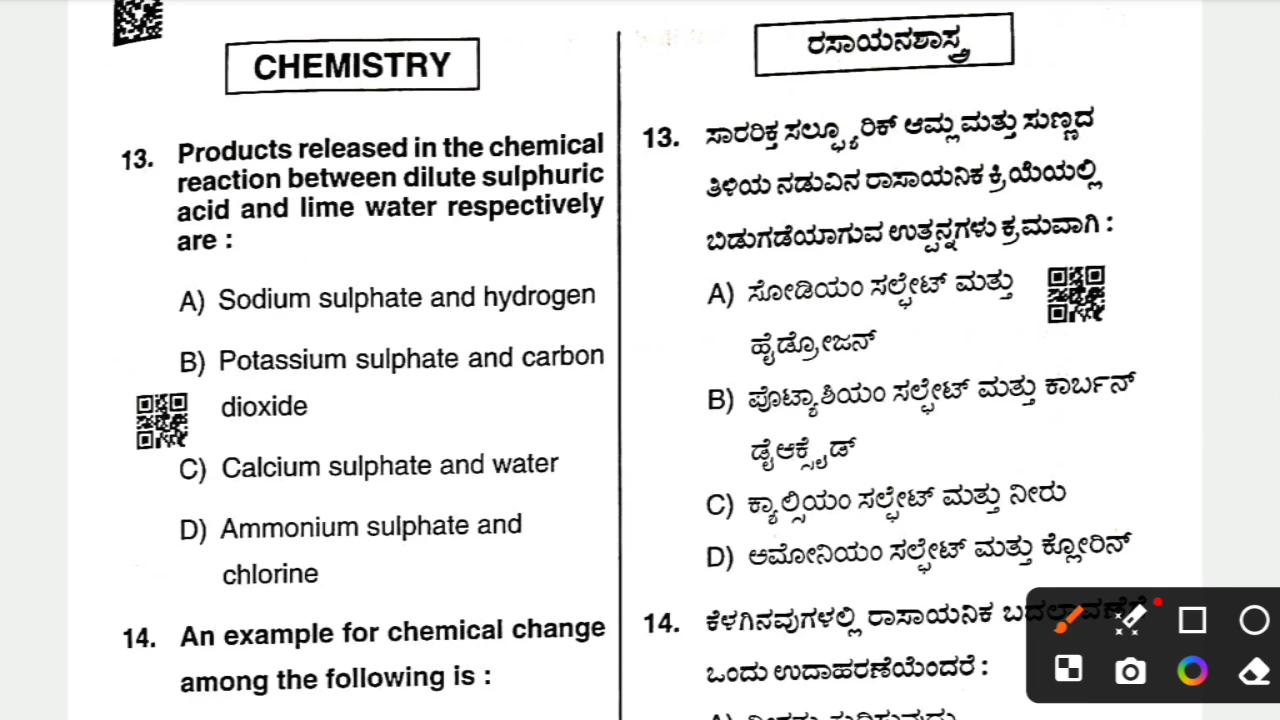 CHEMISTRY
13. Products released in the chemical
reaction between dilute sulphuric
acid and lime water respectively
are :
A) Sodium sulphate and hydrogen
B) Potassium sulphate and carbon
dioxide
C) Calcium sulphate and water
D) Ammonium sulphate and
chlorine
14. An example for chemical change
among the following is :
ರಸಾಯನಶಾಸ್ತ್ರ
13. ಸಾರರಿಕ್ತ ಸಲ್ಫ್ಯೂರಿಕ್ ಆಮ್ಲ ಮತ್ತು ಸುಣ್ಣದ
ತಿಳಿಯ ನಡುವಿನ ರಾಸಾಯನಿಕ ಕ್ರಿಯೆಯಲ್ಲಿ
ಬಿಡುಗಡೆಯಾಗುವ ಉತ್ಪನ್ನಗಳು ಕ್ರಮವಾಗಿ :
A) ಸೋಡಿಯಂ ಸಲ್ಫೇಟ್ ಮತ್ತು
ಹೈಡ್ರೋಜನ್
B) ಪೊಟ್ಯಾಶಿಯಂ ಸಲ್ಫೇಟ್ ಮತ್ತು ಕಾರ್ಬನ್
ಡೈಆಕ್ಸೈಡ್
C) ಕ್ಯಾಲ್ಸಿಯಂ ಸಲ್ಫೇಟ್ ಮತ್ತು ನೀರು
D) ಅಮೋನಿಯಂ ಸಲ್ಫೇಟ್ ಮತ್ತು ಕ್ಲೋರಿನ್
14. ಕೆಳಗಿನವುಗಳಲ್ಲಿ ರಾಸಾಯನಿಕ
ಒಂದು ಉದಾಹರಣೆಯೆಂದರೆ :